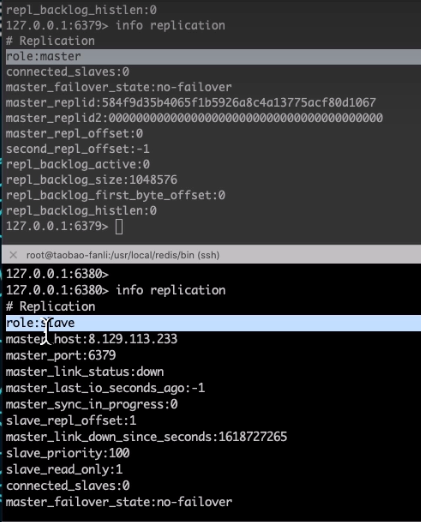 repl_backlog_histlen:0
127.0.0.1:6379> info replication
# Replication
role:master
connected_slaves:0
master_failover_state:no-failover
master_replid:584f9d35b4065f1b5926a8c4a13775acf80d1067
master_replid2:0000000000000000000000000000000000000000
master_repl_offset:0
second_repl_offset:-1
repl_backlog_active:0
repl_backlog_size:1048576
repl_backlog_first_byte_offset:0
repl_backlog_histlen:0
127.0.0.1:6379>
root@taobao-fanli:/usr/local/redis/bin (ssh)
127.0.0.1:6380>
127.0.0.1:6380> info replication
# Replication
role:slave
master_host:8.129.113.233
master_port:6379
master_link_status:down
master_last_io_seconds_ago:-1
master_sync_in_progress:0
slave_repl_offset:1
master_link_down_since_seconds:1618727265
slave_priority:100
slave_read_only:1
connected_slaves:0
master_failover_state:no-failover